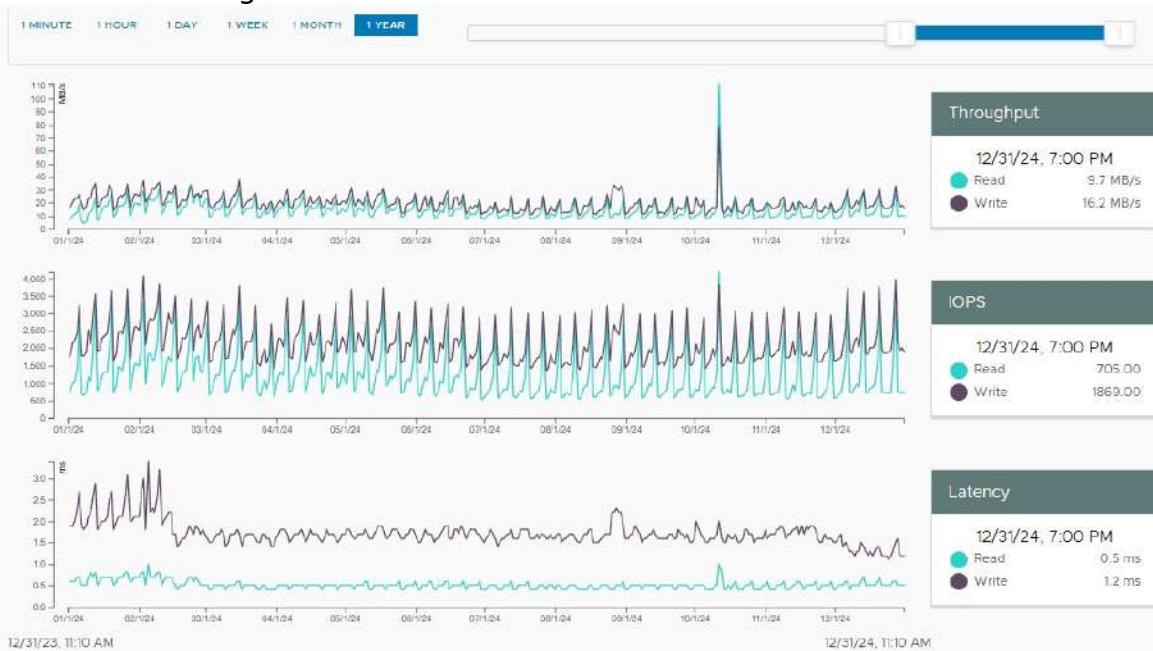 1 MINUTE 1 HOUR 1 DAY 1 WEEK 1 MONTH 1 YEAR
MB/s
110
100
90
80
70
60
50
40
30
20
10
0
01/1/24 02/1/24 03/1/24 04/1/24 05/1/24 06/1/24 07/1/24 08/1/24 09/1/24 10/1/24 11/1/24 12/1/24
Throughput
12/31/24, 7:00 PM
Read 9.7 MB/s
Write 16.2 MB/s
4,000
3,500
3,000
2,500
2,000
1,500
1,000
500
0
01/1/24 02/1/24 03/1/24 04/1/24 05/1/24 06/1/24 07/1/24 08/1/24 09/1/24 10/1/24 11/1/24 12/1/24
IOPS
12/31/24, 7:00 PM
Read 705.00
Write 1869.00
ms
3.0
2.5
2.0
1.5
1.0
0.5
0.0
01/1/24 02/1/24 03/1/24 04/1/24 05/1/24 06/1/24 07/1/24 08/1/24 09/1/24 10/1/24 11/1/24 12/1/24
Latency
12/31/24, 7:00 PM
Read 0.5 ms
Write 1.2 ms
12/31/23, 11:10 AM 12/31/24, 11:10 AM